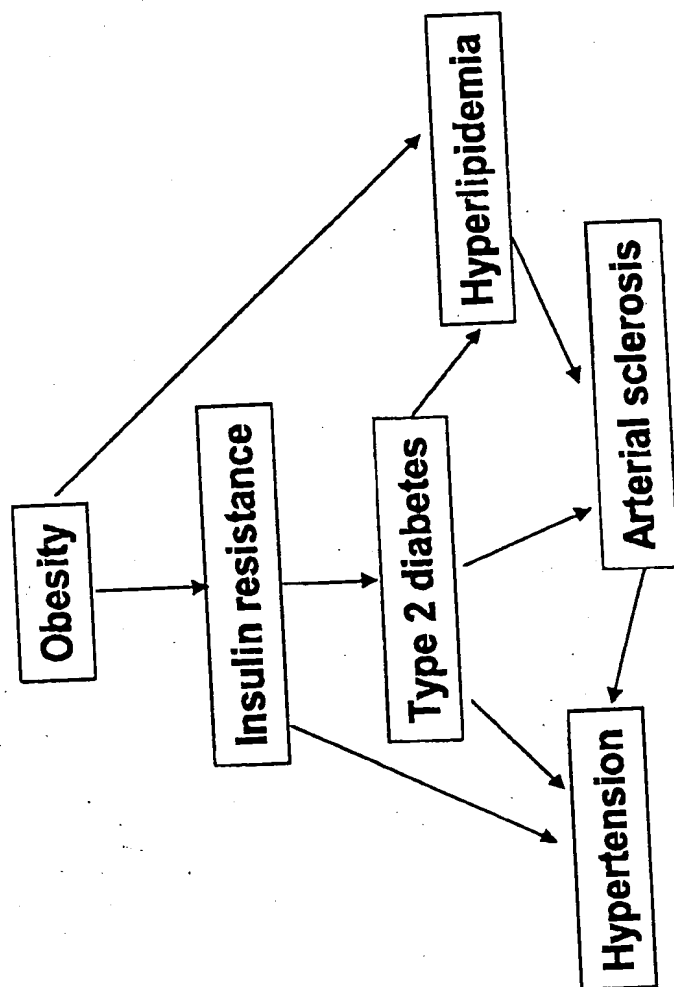 Obesity
Insulin resistance
Type 2 diabetes
Hyperlipidemia
Arterial sclerosis
Hypertension